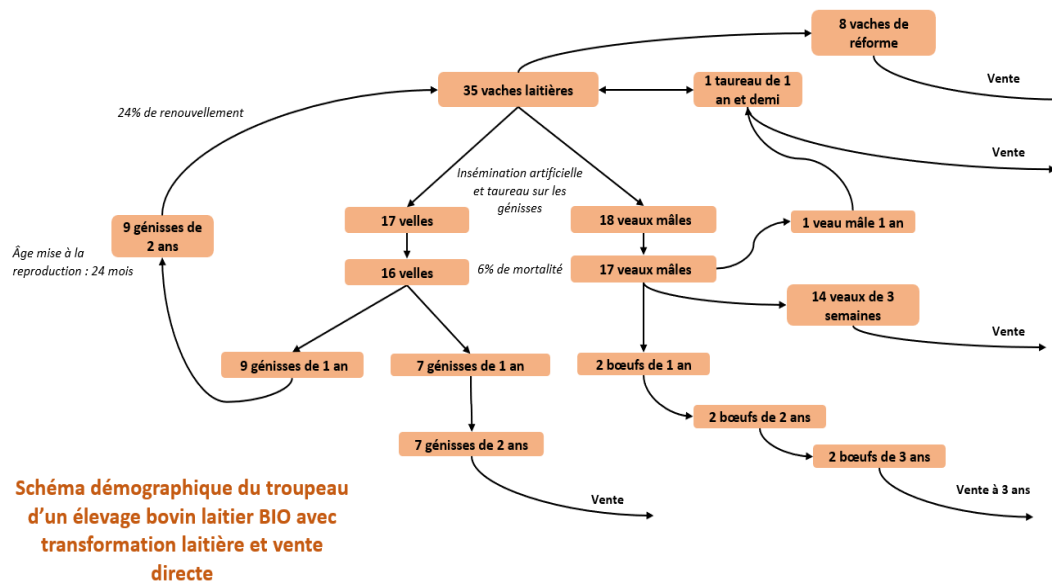 8 vaches de
réforme
Vente
35 vaches laitières
1 taureau de 1
an et demi
24% de renouvellement
Vente
Insémination artificielle
et taureau sur les
génisses
17 velles
18 veaux mâles
1 veau mâle 1 an
9 génisses de
2 ans
Âge mise à la
reproduction : 24 mois
16 velles
6% de mortalité
17 veaux mâles
14 veaux de 3
semaines
Vente
9 génisses de 1 an
7 génisses de 1 an
2 bœufs de 1 an
2 bœufs de 2 ans
7 génisses de 2 ans
2 bœufs de 3 ans
Vente
Vente à 3 ans
Schéma démographique du troupeau
d’un élevage bovin laitier BIO avec
transformation laitière et vente
directe